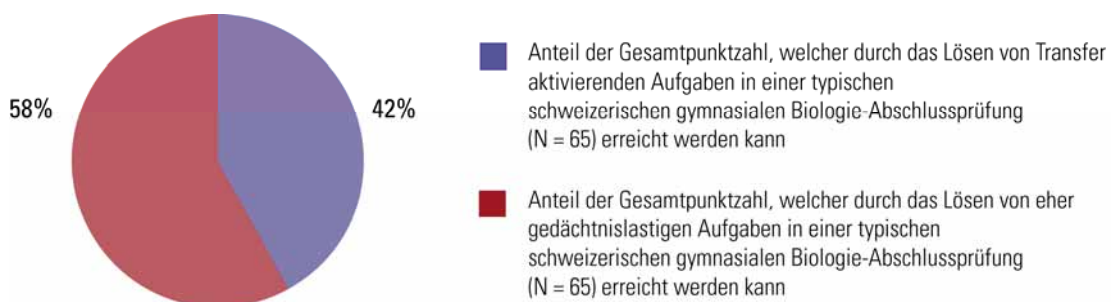 58%
42%
Anteil der Gesamtpunktzahl, welcher durch das Lösen von Transfer
aktivierenden Aufgaben in einer typischen
schweizerischen gymnasialen Biologie-Abschlussprüfung
(N = 65) erreicht werden kann
Anteil der Gesamtpunktzahl, welcher durch das Lösen von eher
gedächtnislastigen Aufgaben in einer typischen
schweizerischen gymnasialen Biologie-Abschlussprüfung
(N = 65) erreicht werden kann